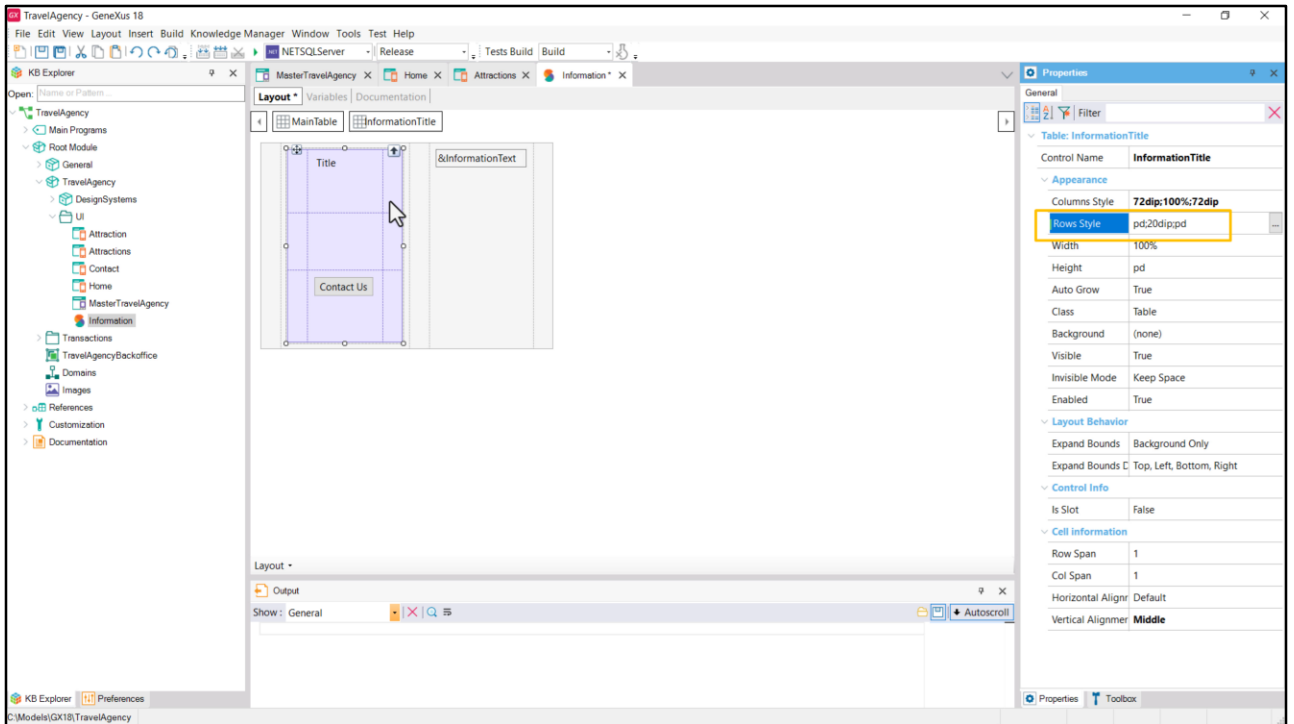 GX TravelAgency - GeneXus 18
File Edit View Layout Insert Build Knowledge Manager Window Tools Test Help
.NET NETSQLServer Release Tests Build Build
KB Explorer
Open: Name or Pattern ...
TravelAgency
Main Programs
Root Module
General
TravelAgency
DesignSystems
UI
Attraction
Attractions
Contact
Home
MasterTravelAgency
Information
Transactions
TravelAgencyBackoffice
Domains
Images
References
Customization
Documentation
KB Explorer Preferences
MasterTravelAgency Home Attractions Information *
Layout * Variables Documentation
MainTable InformationTitle
Title &InformationText
Contact Us
Layout
Output
Show: General Autoscroll
Properties
General
Filter
Table: InformationTitle
Control Name InformationTitle
Appearance
Columns Style 72dip;100%;72dip
Rows Style pd;20dip;pd ...
Width 100%
Height pd
Auto Grow True
Class Table
Background (none)
Visible True
Invisible Mode Keep Space
Enabled True
Layout Behavior
Expand Bounds Background Only
Expand Bounds D Top, Left, Bottom, Right
Control Info
Is Slot False
Cell information
Row Span 1
Col Span 1
Horizontal Alignr Default
Vertical Alignmer Middle
Properties Toolbox
C:\Models\GX18\TravelAgency